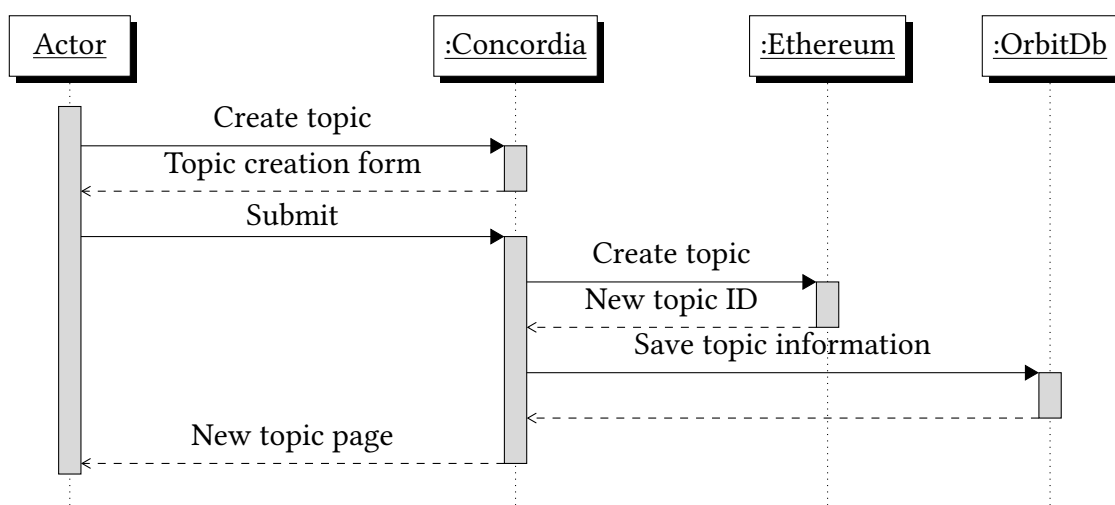 Actor
:Concordia
:Ethereum
:OrbitDb
Create topic
Topic creation form
Submit
Create topic
New topic ID
Save topic information
New topic page